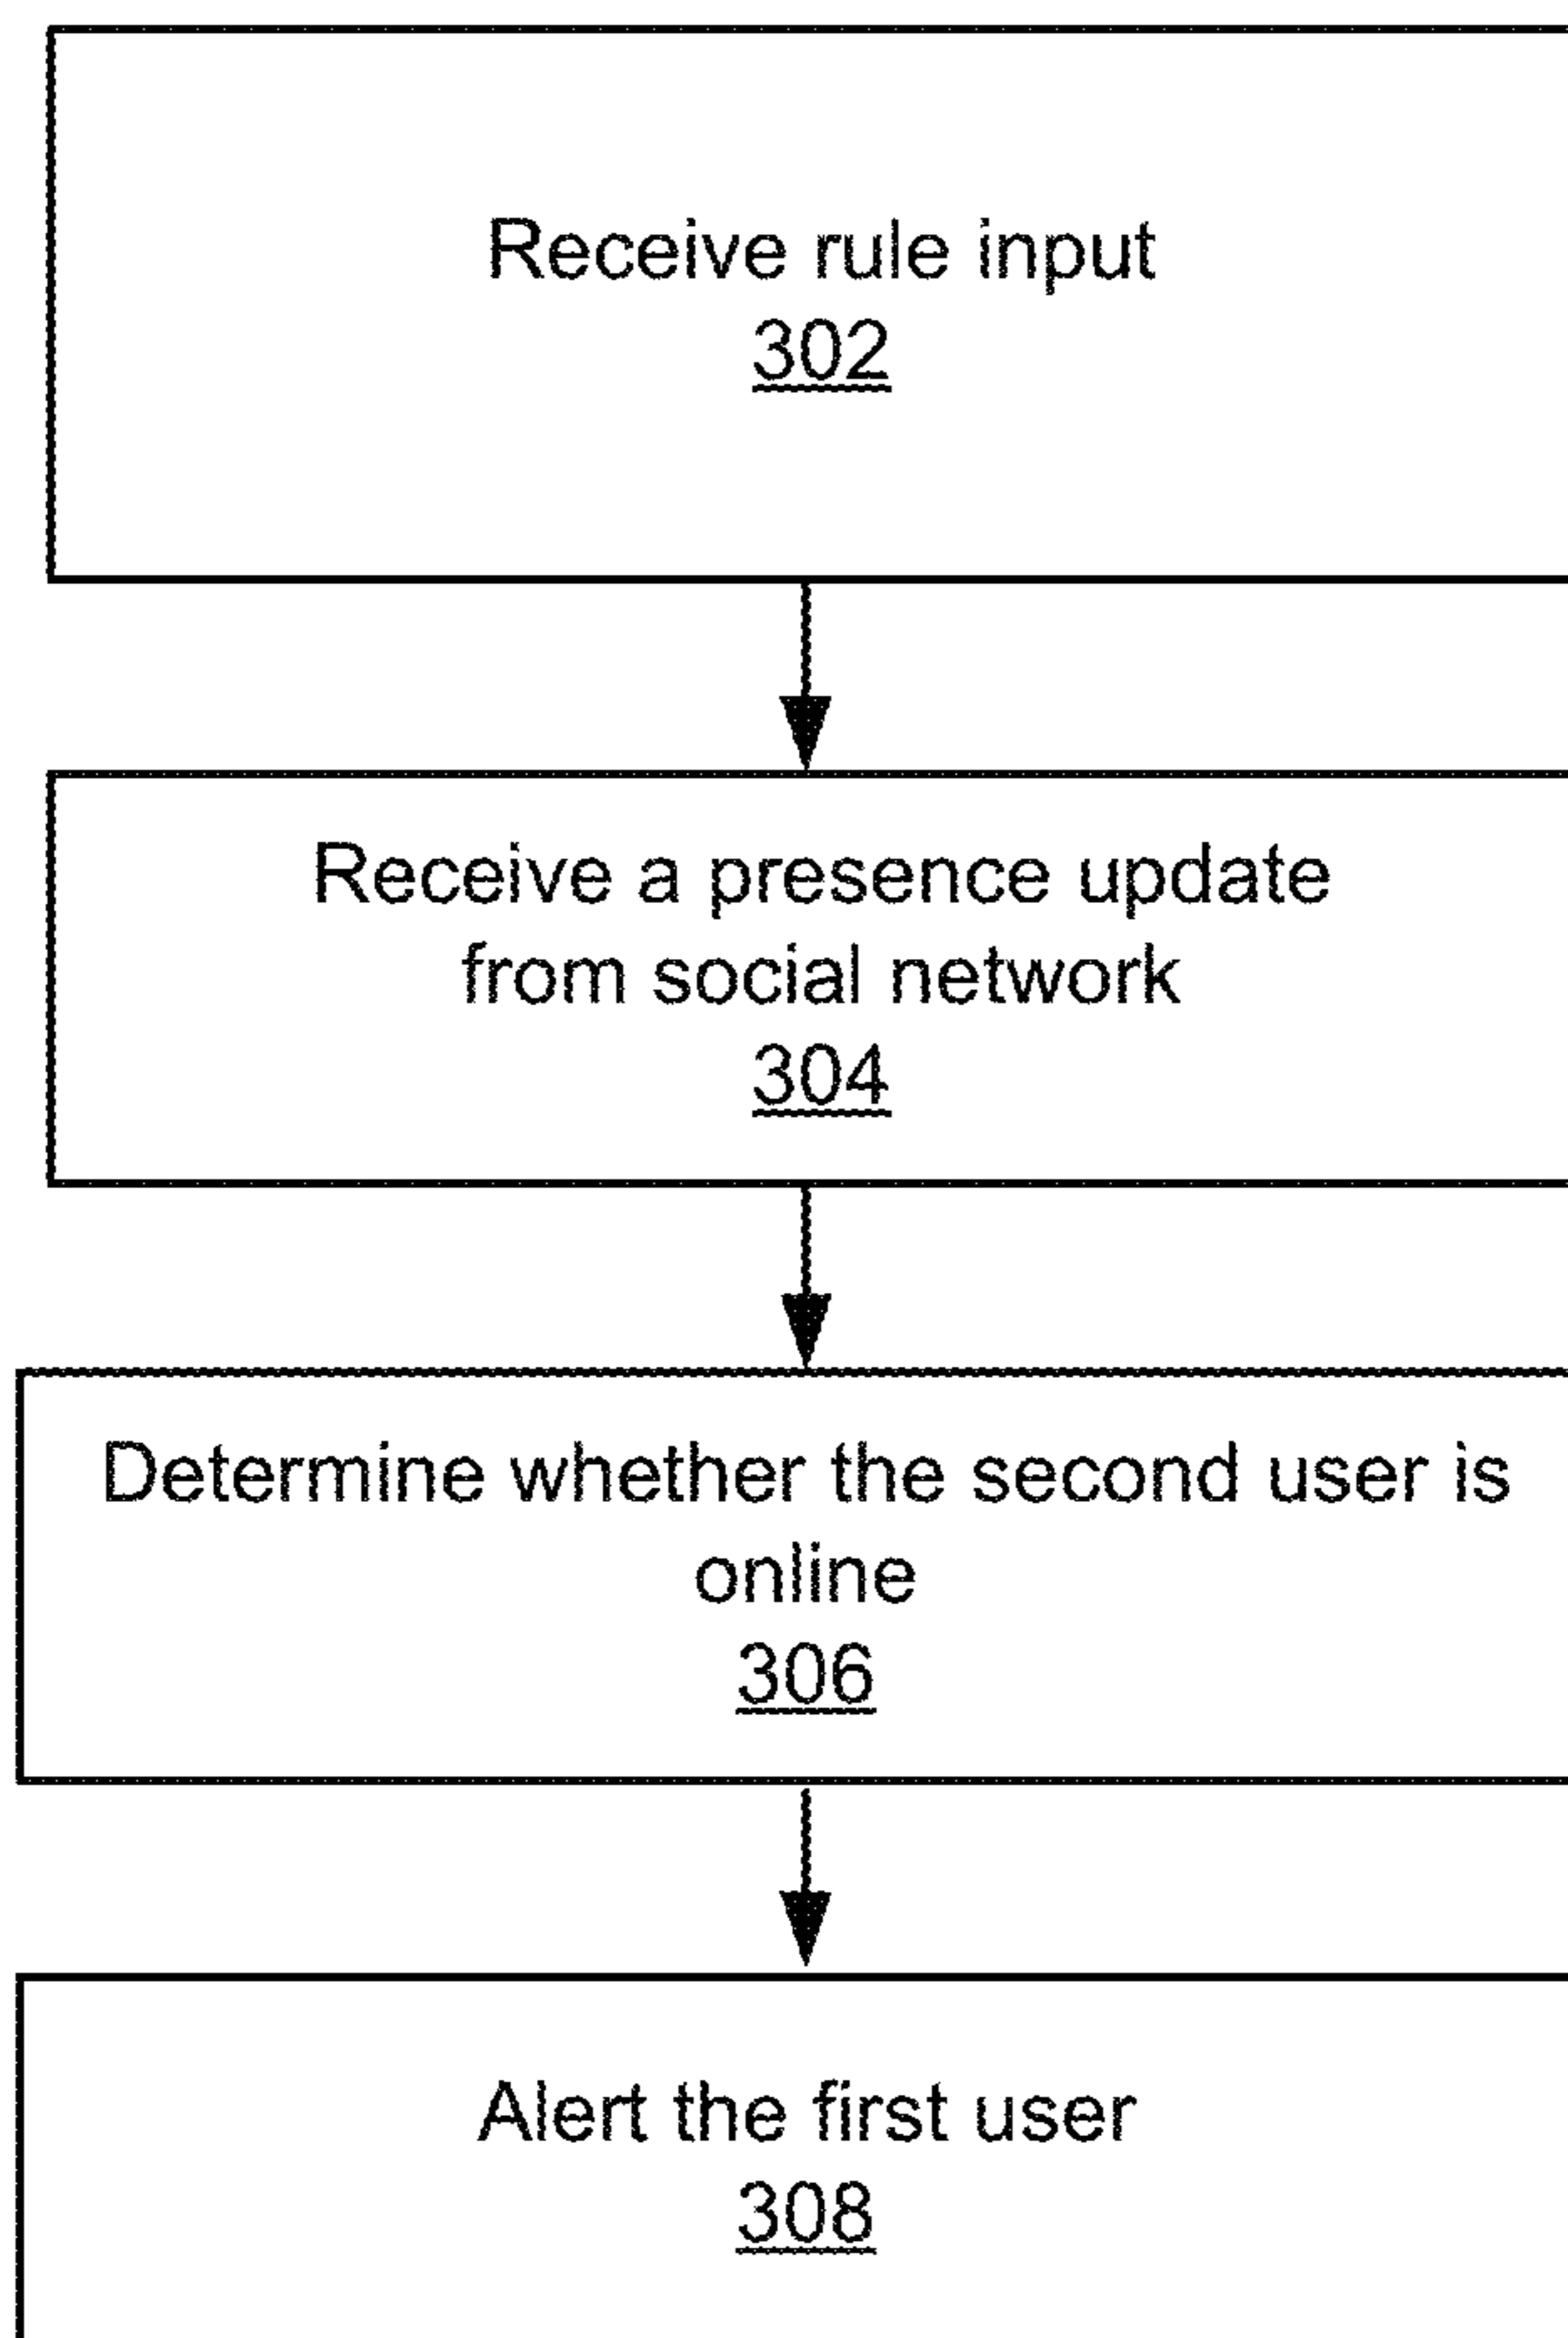 Receive rule input
302
Receive a presence update
from social network
304
Determine whether the second user is
online
306
Alert the first user
308